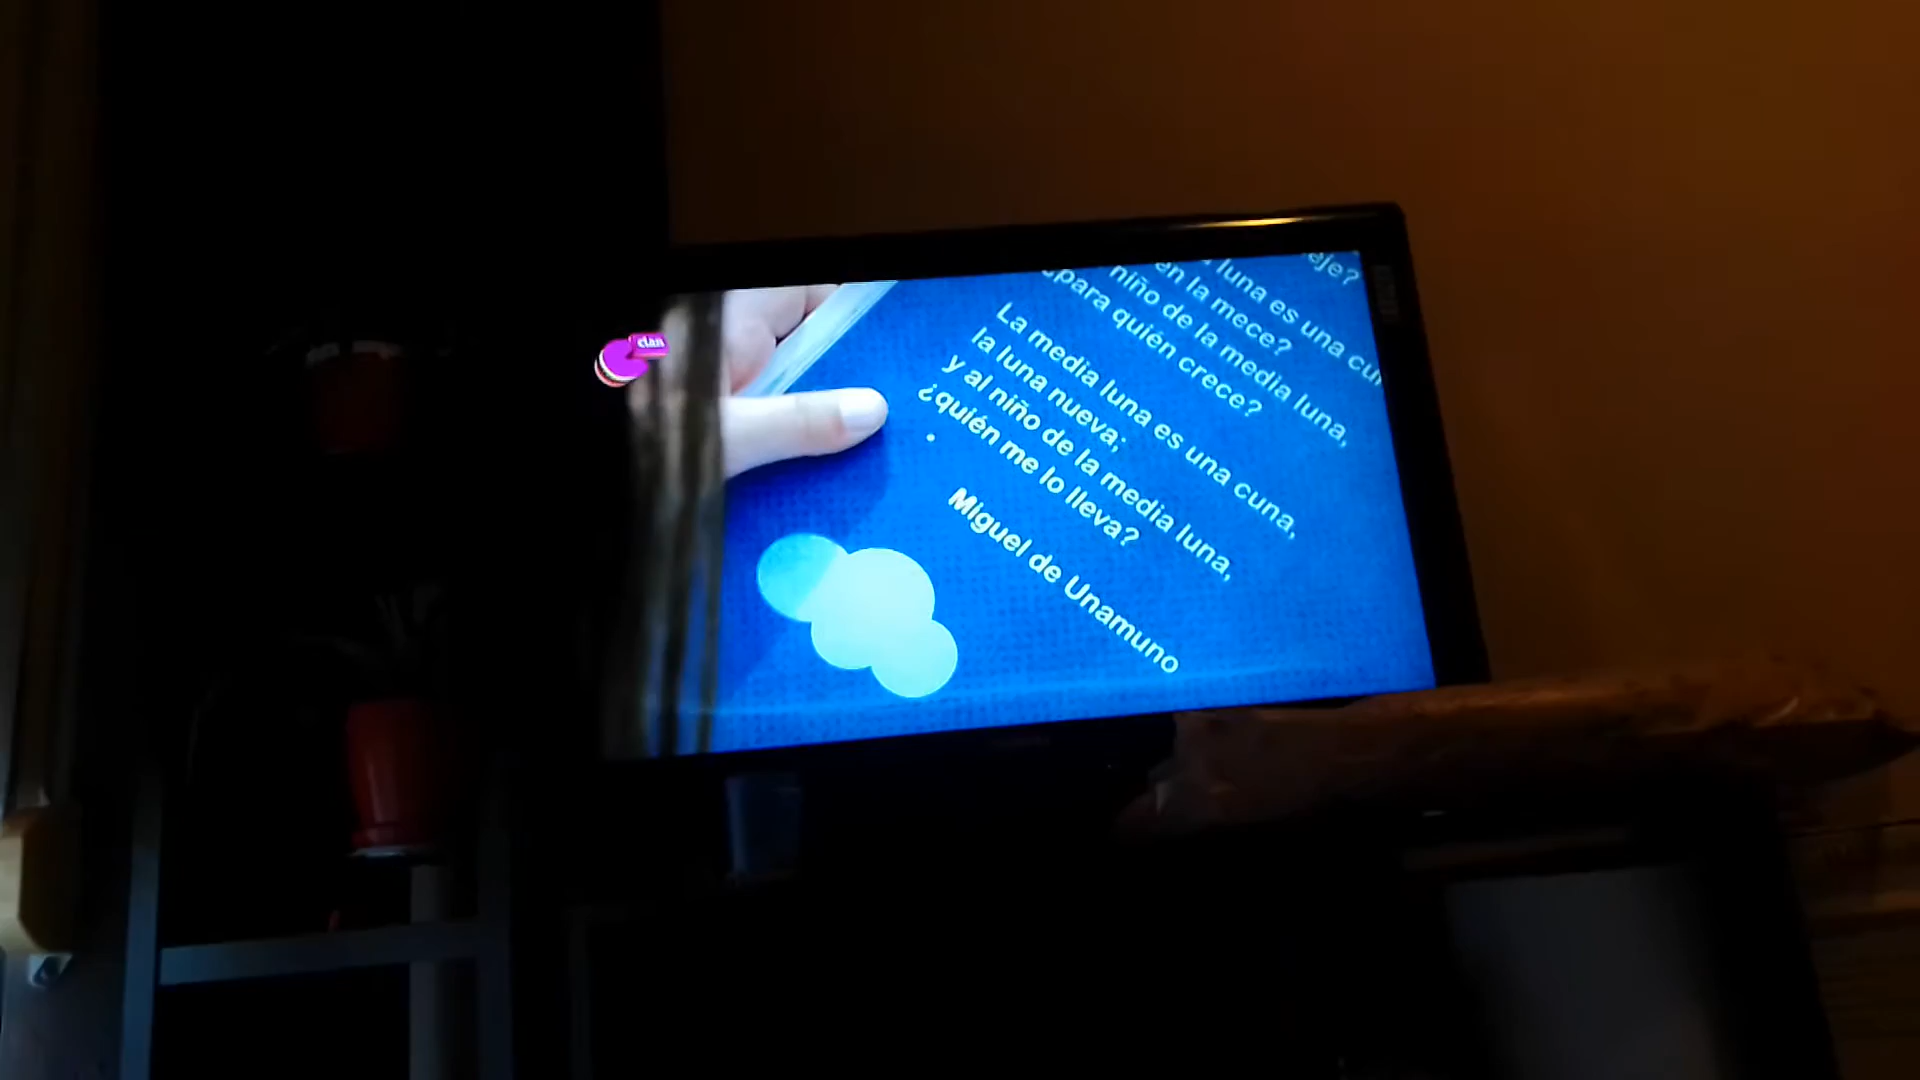 clan
eje?
luna es una cu
en la mece?
niño de la media luna,
¿para quién crece?
La media luna es una cuna,
la luna nueva;
y al niño de la media luna,
¿quién me lo lleva?
Miguel de Unamuno